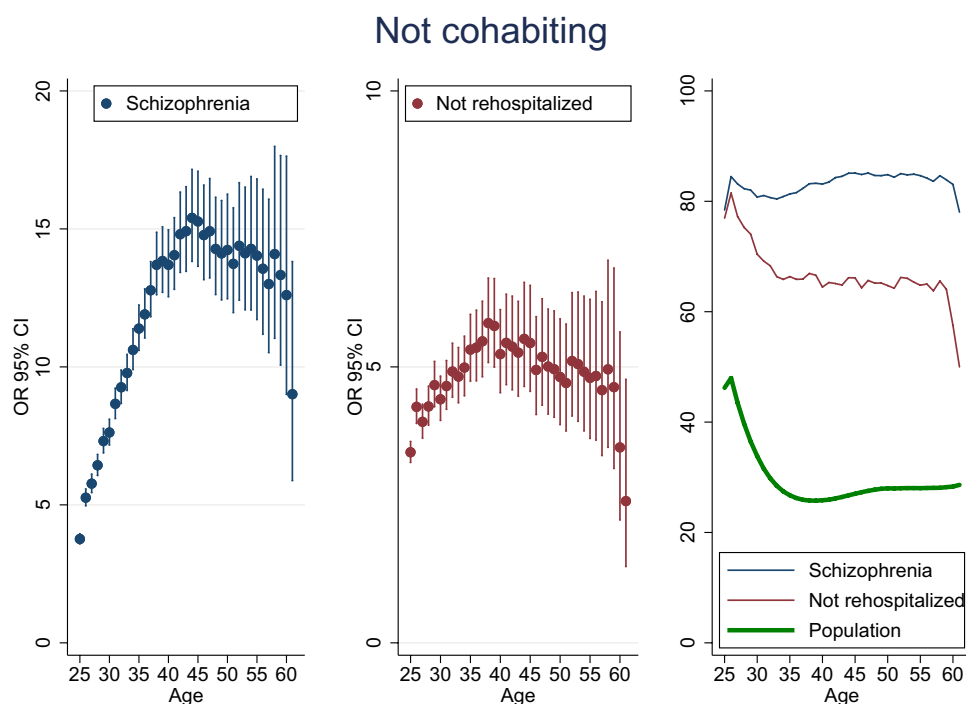 Not cohabiting
Schizophrenia
OR 95% CI
20
15
10
5
0
25 30 35 40 45 50 55 60
Age
Not rehospitalized
OR 95% CI
10
5
0
25 30 35 40 45 50 55 60
Age
100
80
60
40
20
0
Schizophrenia
Not rehospitalized
Population
25 30 35 40 45 50 55 60
Age